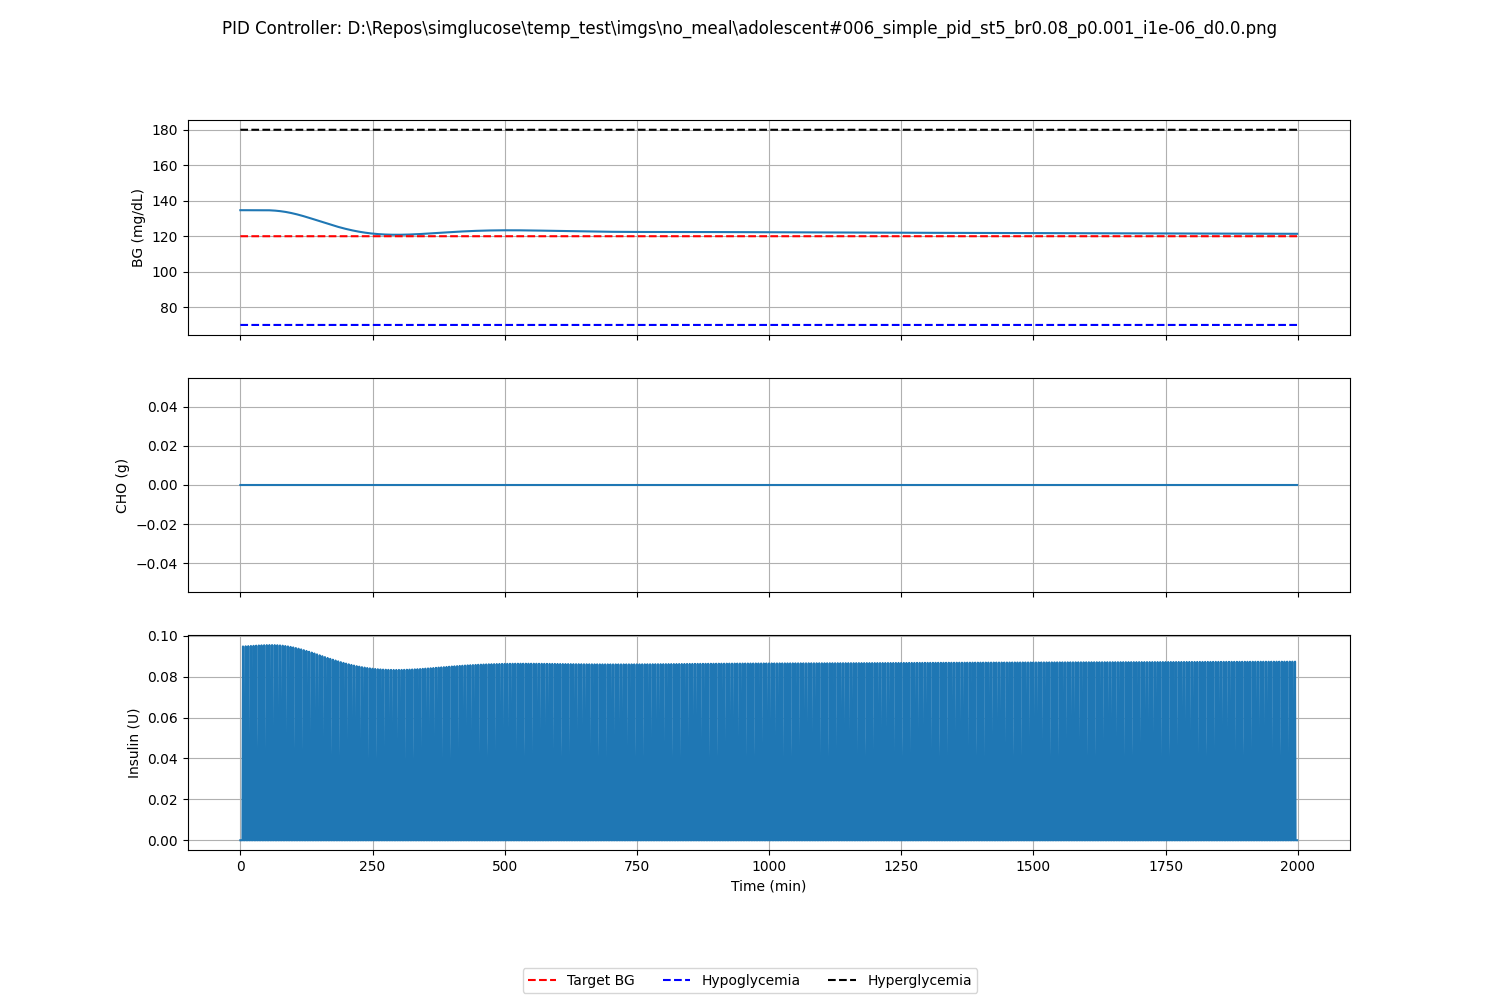 PID Controller: D:\Repos\simglucose\temp_test\imgs\no_meal\adolescent#006_simple_pid_st5_br0.08_p0.001_i1e-06_d0.0.png
180
160
140
120
100
80
BG (mg/dL)
0.04
0.02
0.00
−0.02
−0.04
CHO (g)
0.10
0.08
0.06
0.04
0.02
0.00
Insulin (U)
0 250 500 750 1000 1250 1500 1750 2000
Time (min)
Target BG Hypoglycemia Hyperglycemia